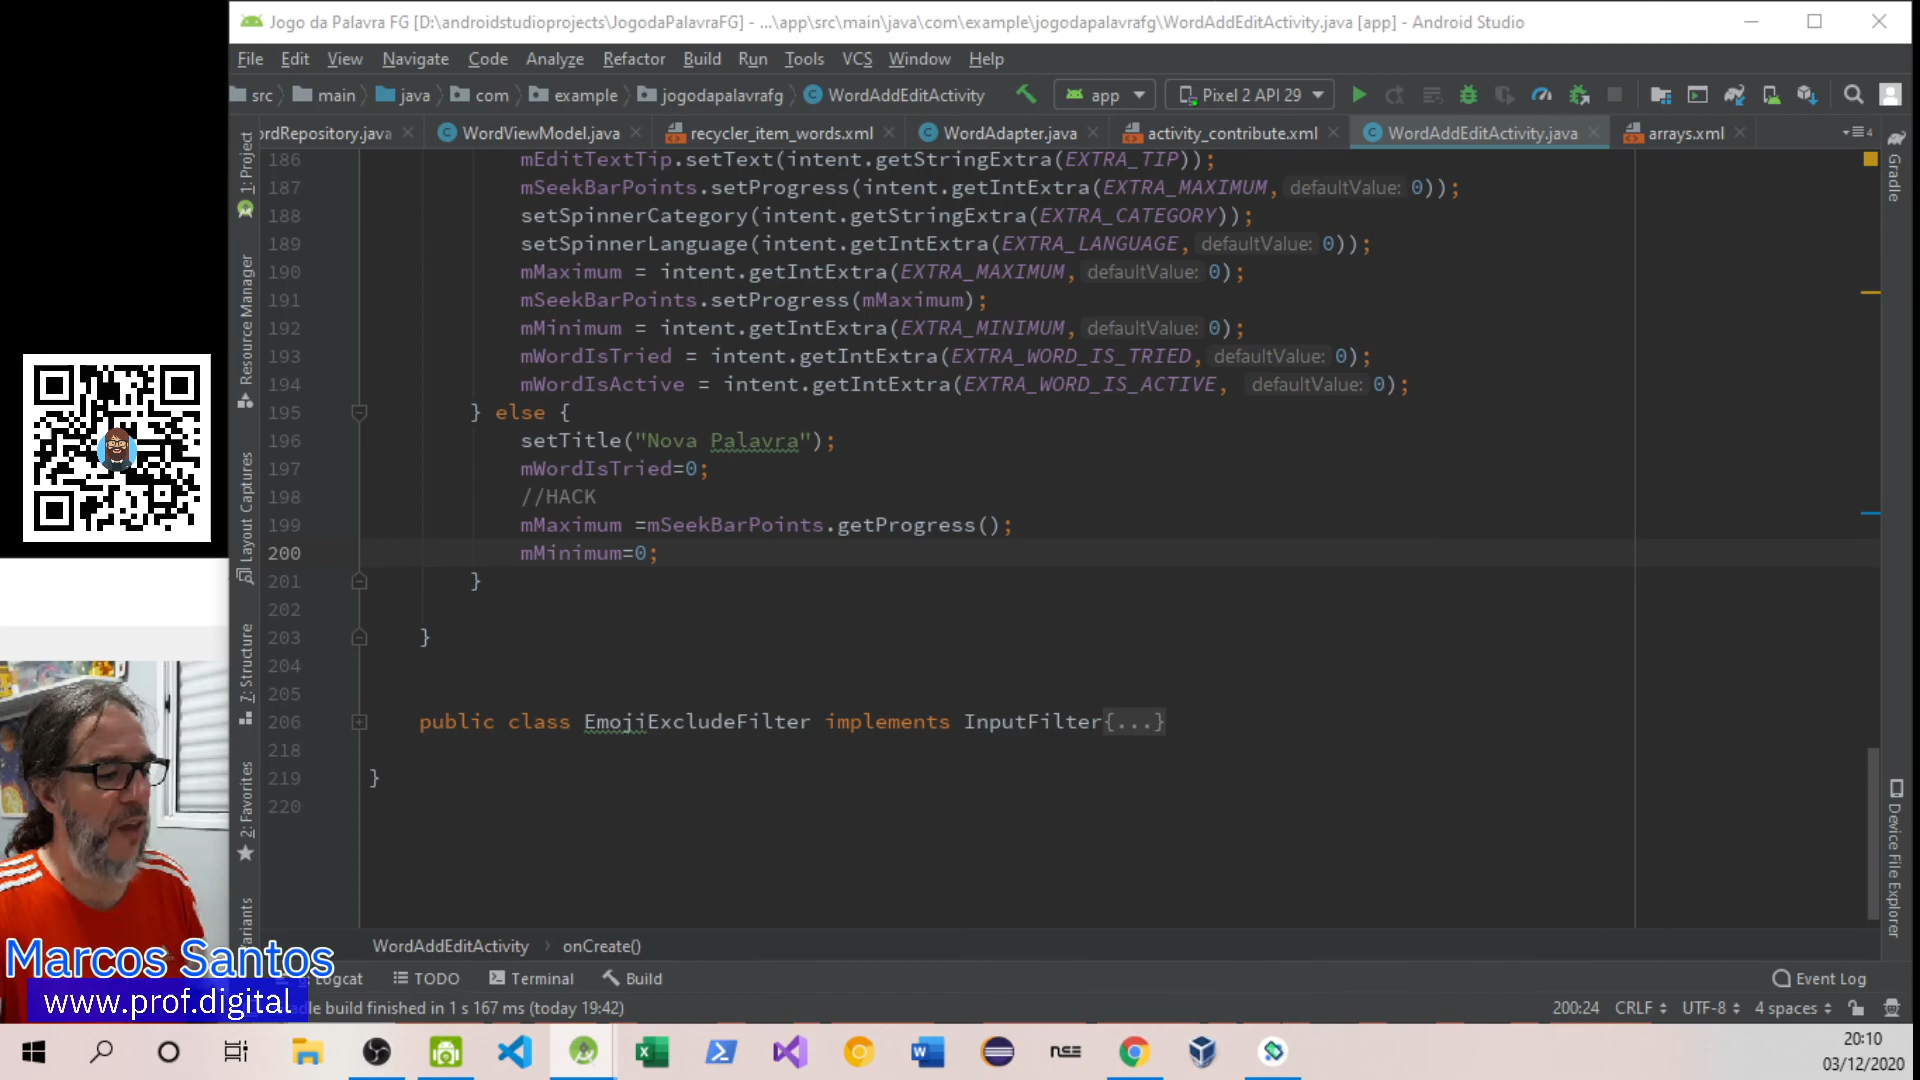 Jogo da Palavra FG [D:\androidstudioprojects\JogodaPalavraFG] - ...\app\src\main\java\com\example\jogodapalavrafg\WordAddEditActivity.java [app] - Android Studio
File Edit View Navigate Code Analyze Refactor Build Run Tools VCS Window Help
src main java com example jogodapalavrafg WordAddEditActivity app Pixel 2 API 29
ordRepository.java WordViewModel.java recycler_item_words.xml WordAdapter.java activity_contribute.xml WordAddEditActivity.java arrays.xml 4
186 mEditTextTip.setText(intent.getStringExtra(EXTRA_TIP));
187 mSeekBarPoints.setProgress(intent.getIntExtra(EXTRA_MAXIMUM, defaultValue: 0));
188 setSpinnerCategory(intent.getStringExtra(EXTRA_CATEGORY));
189 setSpinnerLanguage(intent.getIntExtra(EXTRA_LANGUAGE, defaultValue: 0));
190 mMaximum = intent.getIntExtra(EXTRA_MAXIMUM, defaultValue: 0);
191 mSeekBarPoints.setProgress(mMaximum);
192 mMinimum = intent.getIntExtra(EXTRA_MINIMUM, defaultValue: 0);
193 mWordIsTried = intent.getIntExtra(EXTRA_WORD_IS_TRIED, defaultValue: 0);
194 mWordIsActive = intent.getIntExtra(EXTRA_WORD_IS_ACTIVE, defaultValue: 0);
195 } else {
196 setTitle("Nova Palavra");
197 mWordIsTried=0;
198 //HACK
199 mMaximum =mSeekBarPoints.getProgress();
200 mMinimum=0;
201 }
202
203 }
204
205
206 public class EmojiExcludeFilter implements InputFilter{...}
218
219 }
220
1: Project
Resource Manager
Layout Captures
7: Structure
2: Favorites
ariants
Gradle
Device File Explorer
WordAddEditActivity onCreate()
Logcat TODO Terminal Build Event Log
dle build finished in 1 s 167 ms (today 19:42) 200:24 CRLF UTF-8 4 spaces
Marcos Santos
www.prof.digital
nse
20:10
03/12/2020